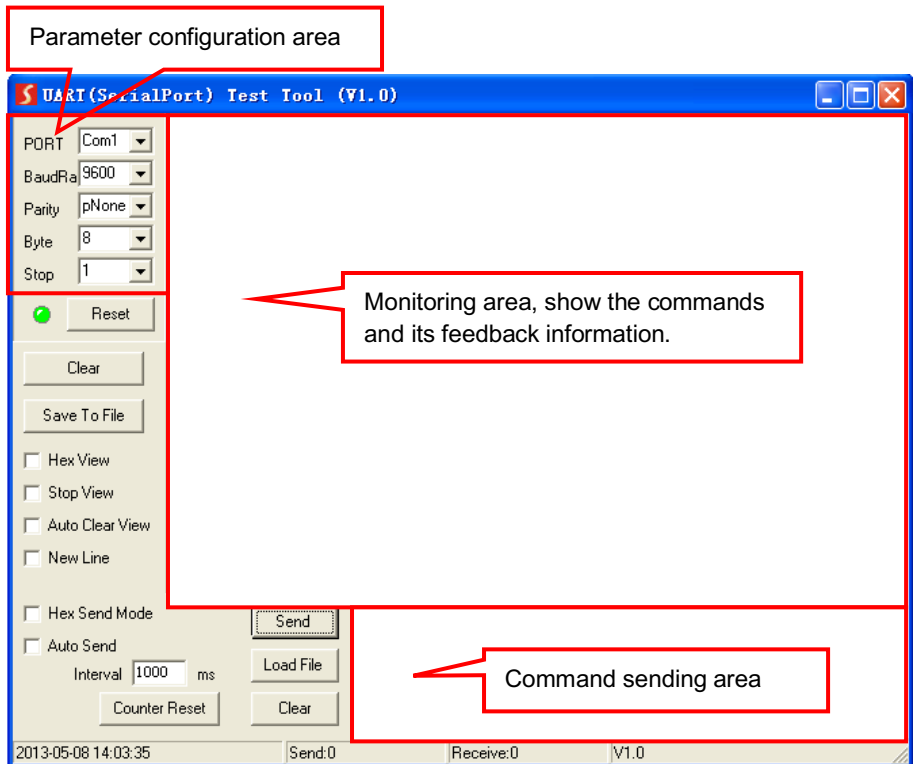 Parameter configuration area
UART(SerialPort) Test Tool (V1.0)
PORT Com1
BaudRa 9600
Parity pNone
Byte 8
Stop 1
Reset
Monitoring area, show the commands
and its feedback information.
Clear
Save To File
Hex View
Stop View
Auto Clear View
New Line
Hex Send Mode
Send
Auto Send
Interval 1000 ms
Load File
Command sending area
Counter Reset
Clear
2013-05-08 14:03:35 Send:0 Receive:0 V1.0